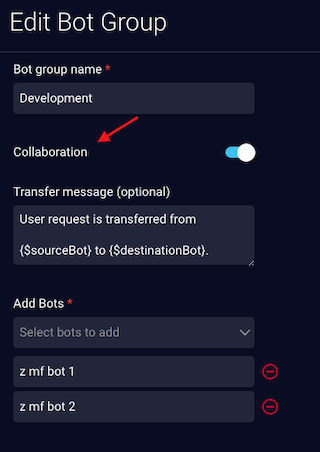 Edit Bot Group
Bot group name *
Development
Collaboration
Transfer message (optional)
User request is transferred from
{$sourceBot} to {$destinationBot}.
Add Bots *
Select bots to add
z mf bot 1
z mf bot 2